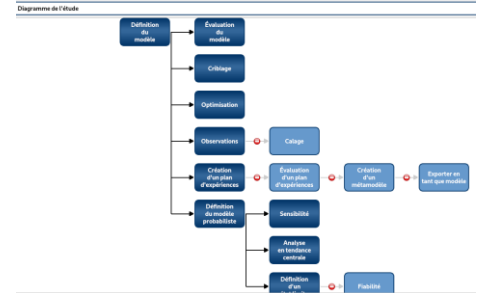 Diagramme de l'étude
Définition
du
modèle
Évaluation
du
modèle
Criblage
Optimisation
Observations
Calage
Création
d'un plan
d'expériences
Évaluation
d'un plan
d'expériences
Création
d'un
métamodèle
Exporter en
tant que modèle
Définition
du modèle
probabiliste
Sensibilité
Analyse
en tendance
centrale
Définition
d'un
Fiabilité